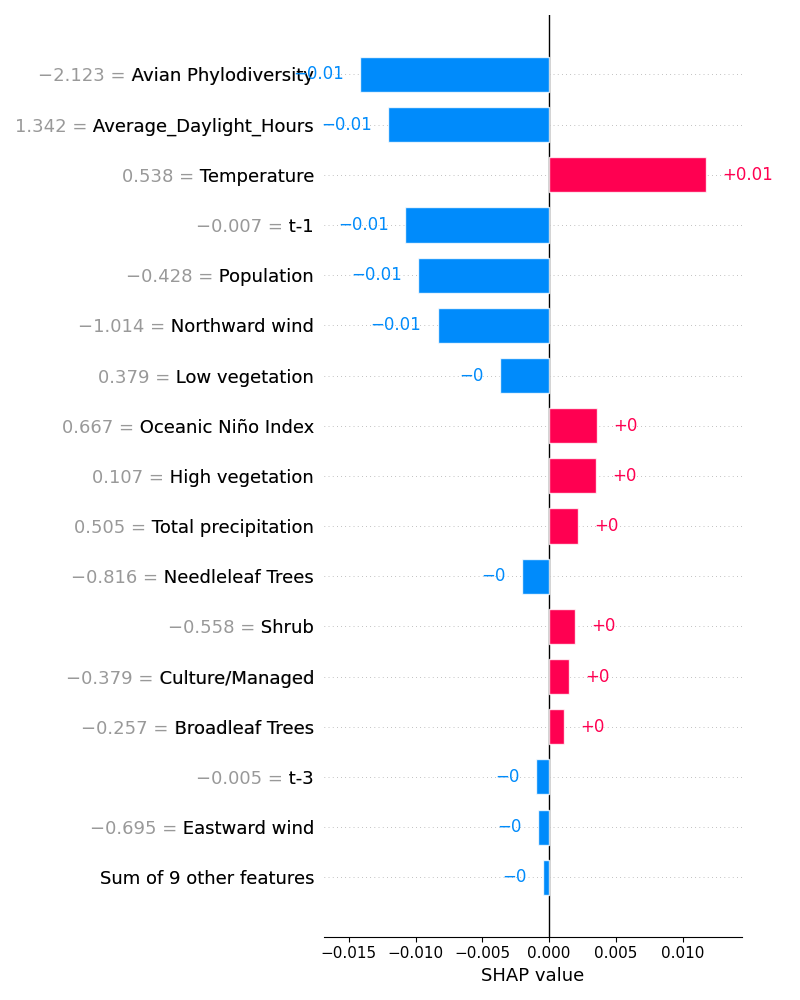 −2.123 = Avian Phylodiversity −0.01
1.342 = Average_Daylight_Hours −0.01
0.538 = Temperature +0.01
−0.007 = t-1 −0.01
−0.428 = Population −0.01
−1.014 = Northward wind −0.01
0.379 = Low vegetation −0
0.667 = Oceanic Niño Index +0
0.107 = High vegetation +0
0.505 = Total precipitation +0
−0.816 = Needleleaf Trees −0
−0.558 = Shrub +0
−0.379 = Culture/Managed +0
−0.257 = Broadleaf Trees +0
−0.005 = t-3 −0
−0.695 = Eastward wind −0
Sum of 9 other features −0
−0.015 −0.010 −0.005 0.000 0.005 0.010
SHAP value